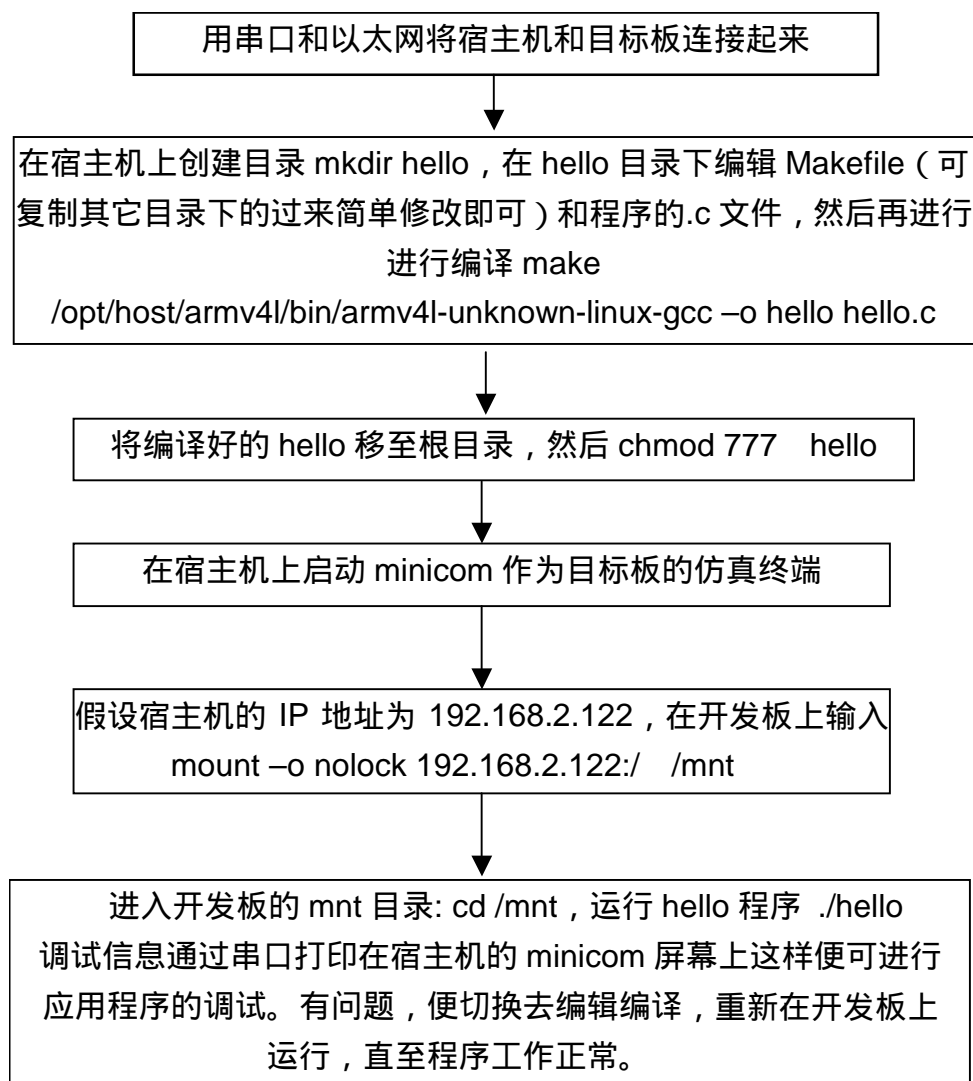 用串口和以太网将宿主机和目标板连接起来
在宿主机上创建目录 mkdir hello，在 hello 目录下编辑 Makefile（可
复制其它目录下的过来简单修改即可）和程序的.c 文件，然后再进行
进行编译 make
/opt/host/armv4l/bin/armv4l-unknown-linux-gcc –o hello hello.c
将编译好的 hello 移至根目录，然后 chmod 777 hello
在宿主机上启动 minicom 作为目标板的仿真终端
假设宿主机的 IP 地址为 192.168.2.122，在开发板上输入
mount –o nolock 192.168.2.122:/ /mnt
进入开发板的 mnt 目录: cd /mnt，运行 hello 程序 ./hello
调试信息通过串口打印在宿主机的 minicom 屏幕上这样便可进行
应用程序的调试。有问题，便切换去编辑编译，重新在开发板上
运行，直至程序工作正常。